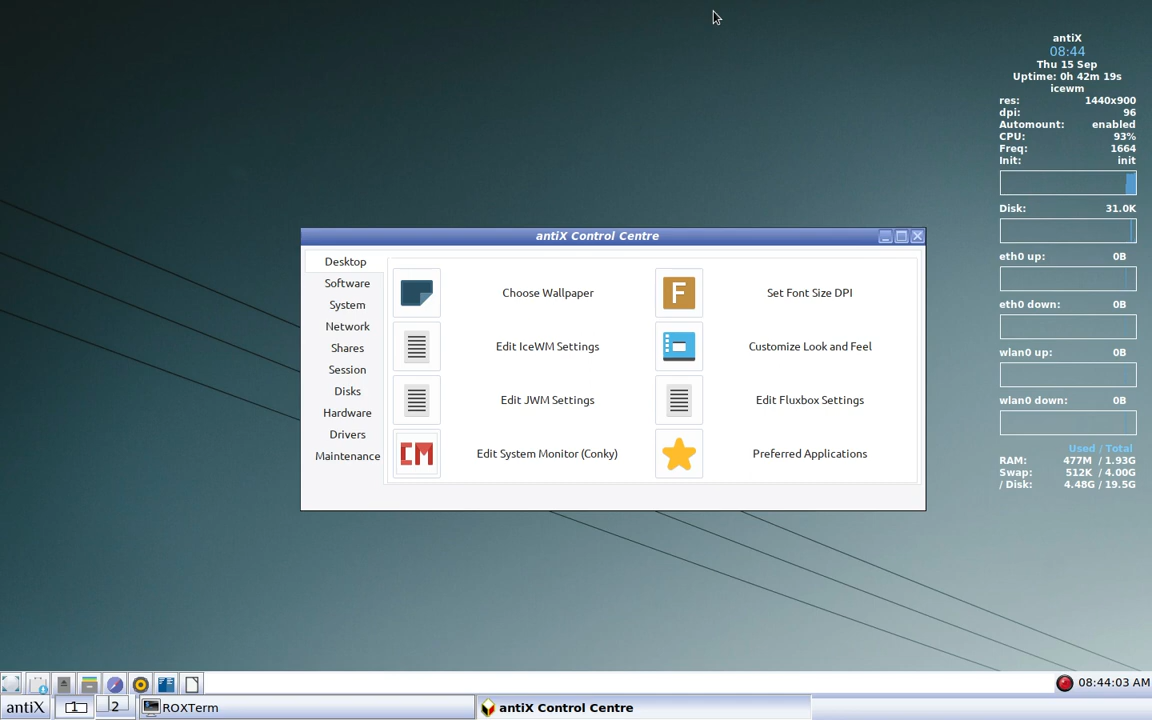 antiX
08:44
Thu 15 Sep
Uptime: 0h 42m 19s
icewm
res: 1440x900
dpi: 96
Automount: enabled
CPU: 93%
Freq: 1664
Init: init
Disk: 31.0K
eth0 up: 0B
eth0 down: 0B
wlan0 up: 0B
wlan0 down: 0B
Used / Total
RAM: 477M / 1.93G
Swap: 512K / 4.00G
/ Disk: 4.48G / 19.5G
antiX Control Centre
Desktop
Software
System
Network
Shares
Session
Disks
Hardware
Drivers
Maintenance
Choose Wallpaper
F
Set Font Size DPI
Edit IceWM Settings
Customize Look and Feel
Edit JWM Settings
Edit Fluxbox Settings
CM
Edit System Monitor (Conky)
Preferred Applications
08:44:03 AM
antiX
1
2
ROXTerm
antiX Control Centre